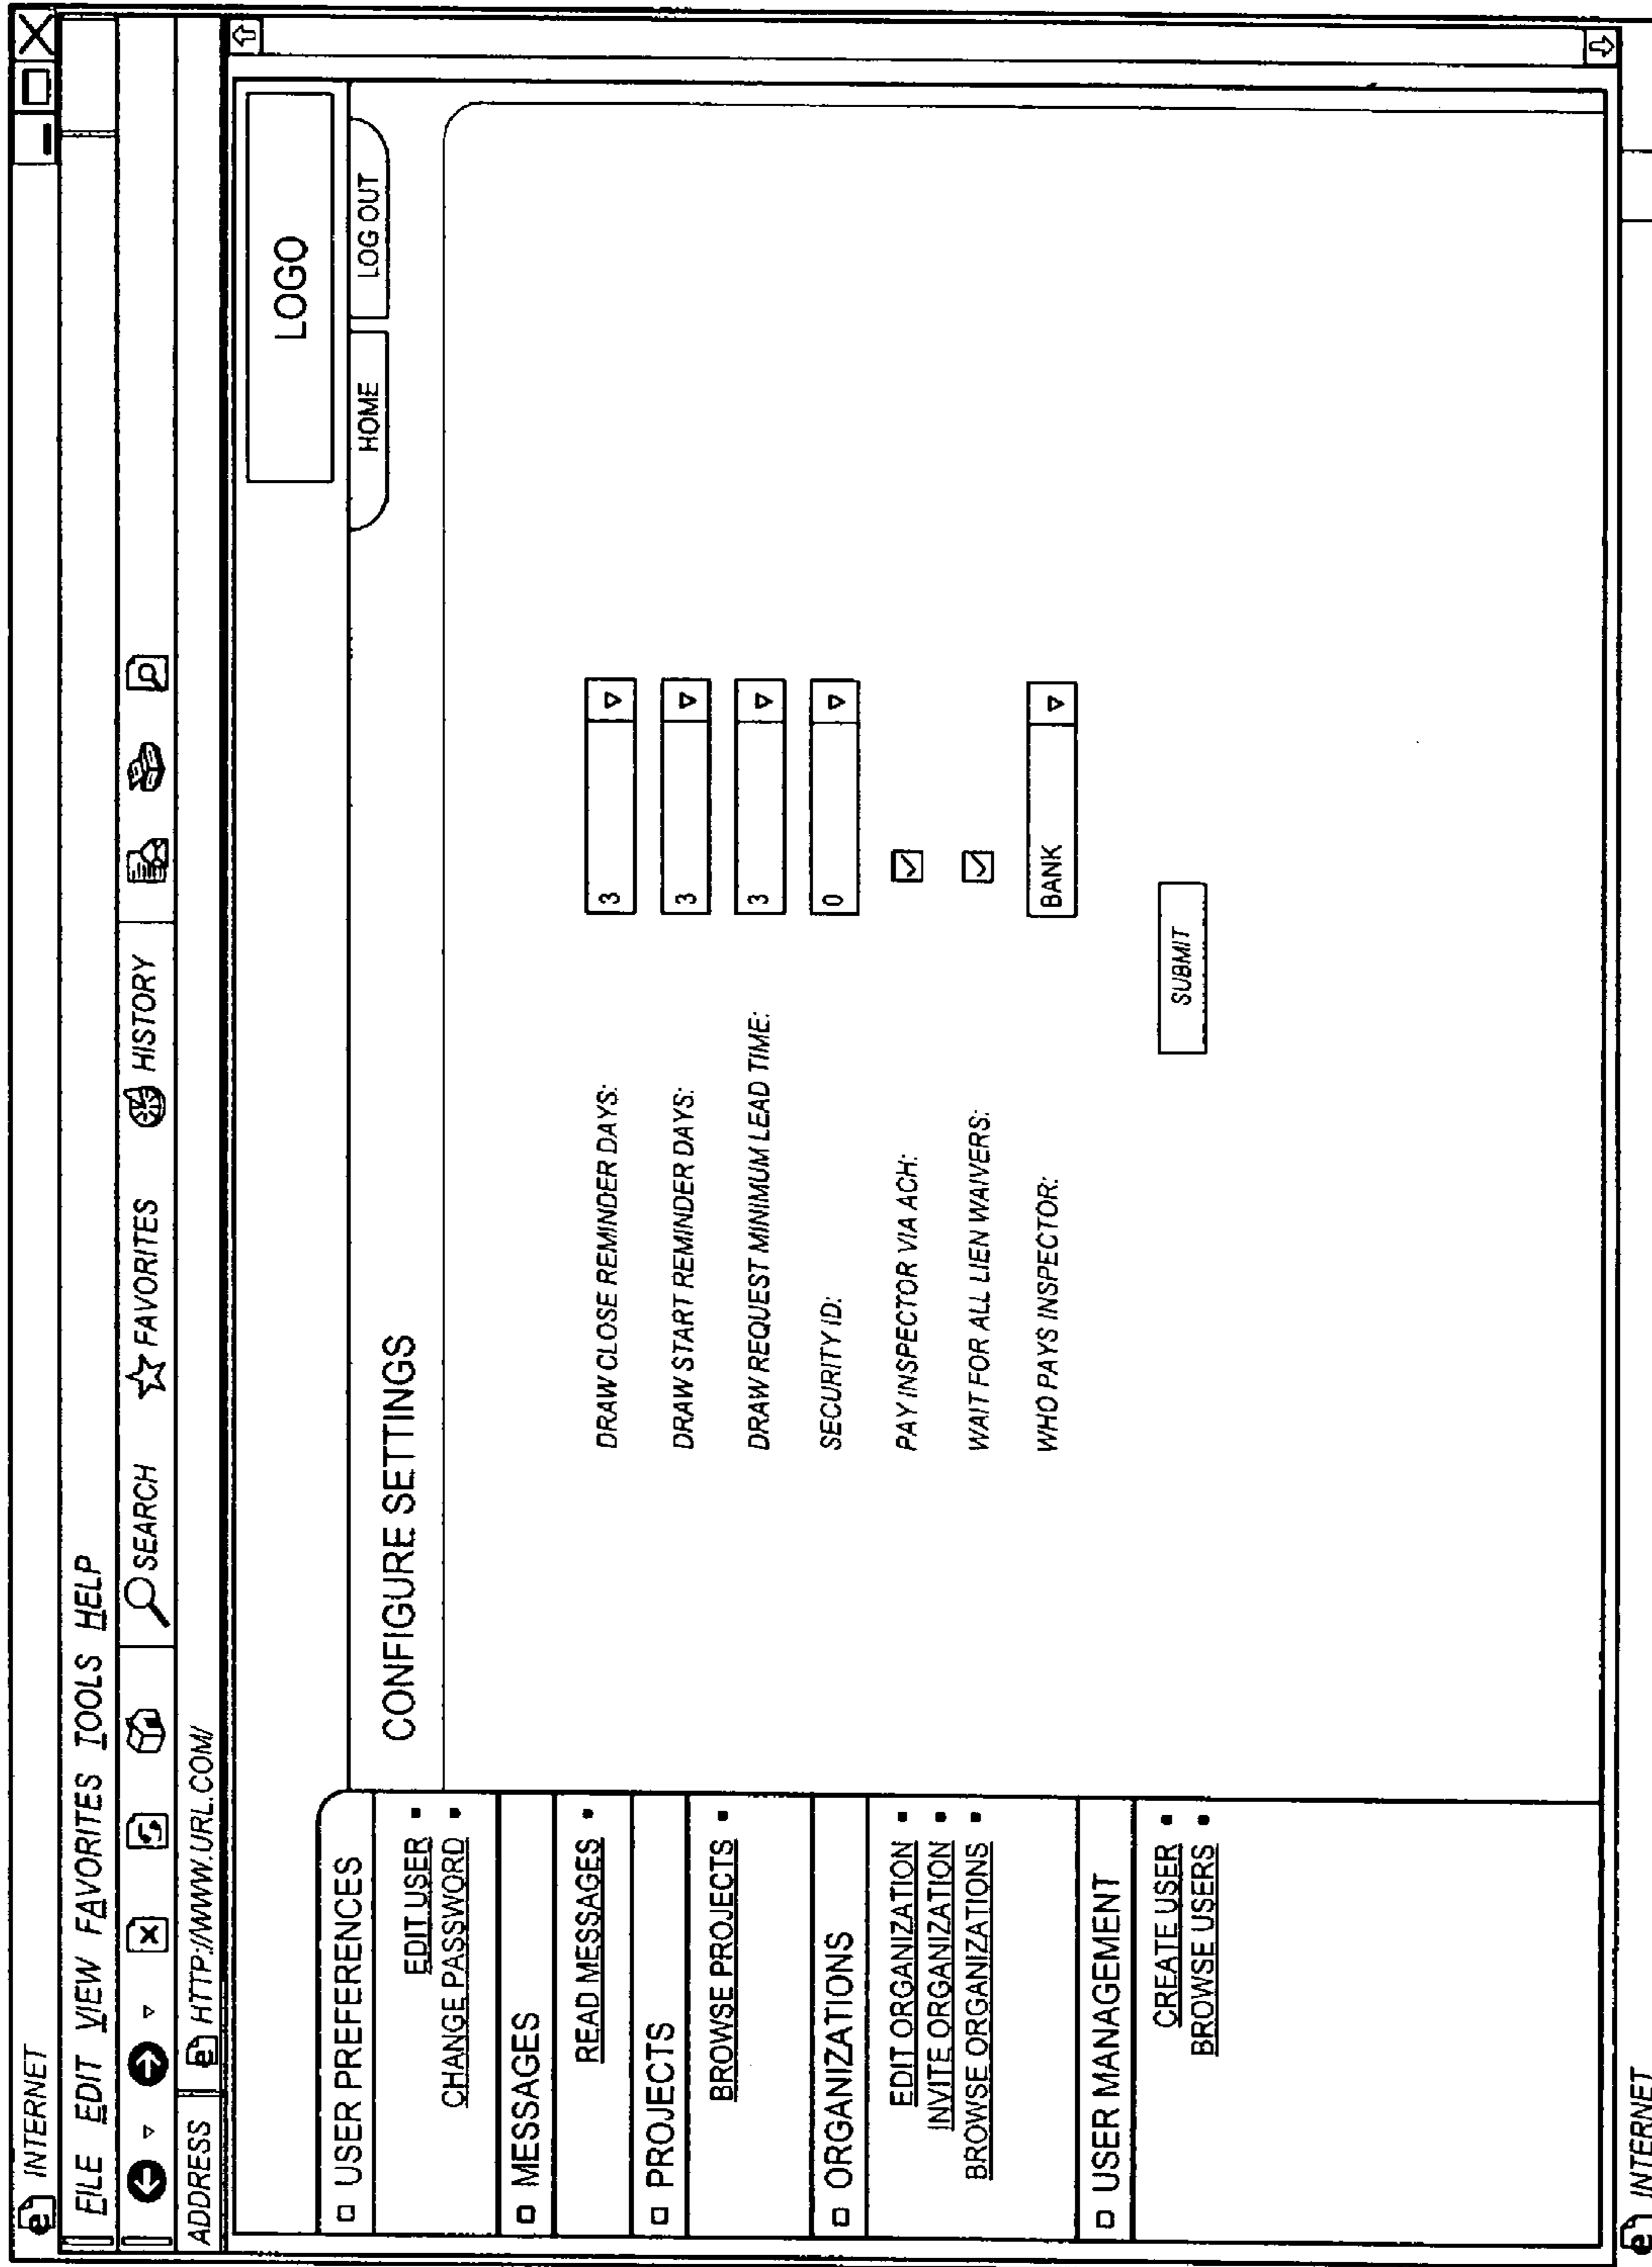 INTERNET
FILE EDIT VIEW FAVORITES TOOLS HELP
SEARCH FAVORITES HISTORY
ADDRESS HTTP://WWW.URL.COM/
LOGO
HOME LOG OUT
CONFIGURE SETTINGS
USER PREFERENCES
EDIT USER
CHANGE PASSWORD
MESSAGES
READ MESSAGES
PROJECTS
BROWSE PROJECTS
ORGANIZATIONS
EDIT ORGANIZATION
INVITE ORGANIZATION
BROWSE ORGANIZATIONS
USER MANAGEMENT
CREATE USER
BROWSE USERS
DRAW CLOSE REMINDER DAYS: 3
DRAW START REMINDER DAYS: 3
DRAW REQUEST MINIMUM LEAD TIME: 3
SECURITY ID: 0
PAY INSPECTOR VIA ACH:
WAIT FOR ALL LIEN WAIVERS:
WHO PAYS INSPECTOR: BANK
SUBMIT
INTERNET